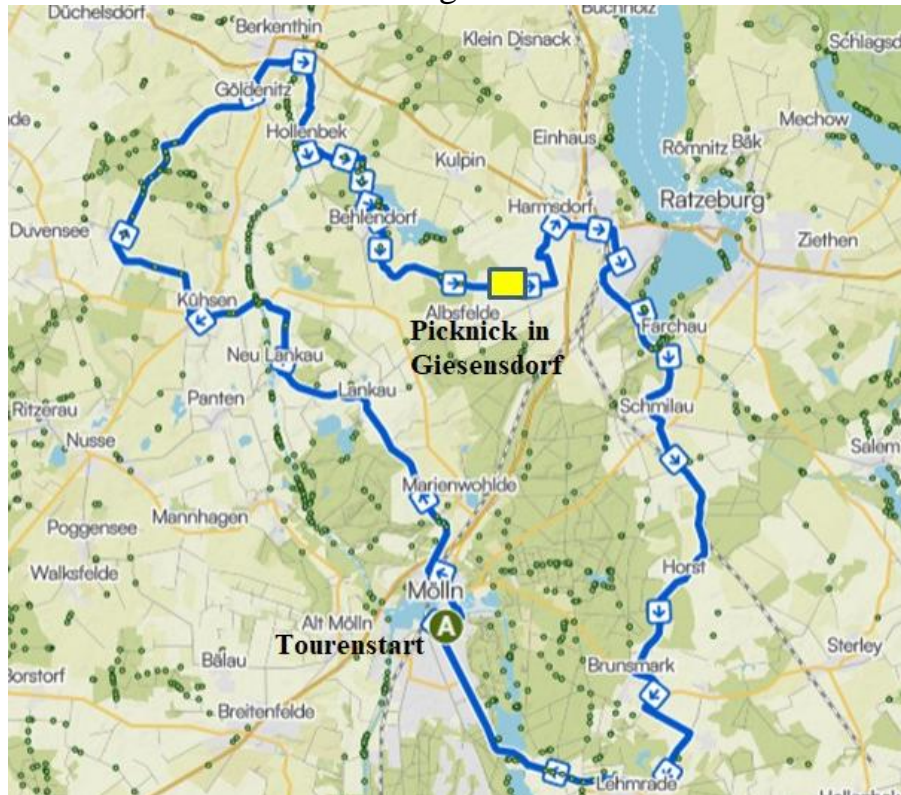 Düchelsdorf
Berkenthin
Klein Disnack
Buchholz
Schlagsd
Göldenitz
Hollenbek
Einhaus
Mechow
Kulpin
Römnitz
Bäk
Behlendorf
Harmsdorf
Ratzeburg
Duvensee
Ziethen
Kühsen
Albsfelde
Farchau
Picknick in
Giesensdorf
Neu Lankau
Lankau
Panten
Schmilau
Ritzerau
Nusse
Salem
Marienwohlde
Mannhagen
Poggensee
Walksfelde
Horst
Mölln
Alt Mölln
A
Tourenstart
Sterley
Bälau
Brunsmark
Borstorf
Breitenfelde
Lehmrade